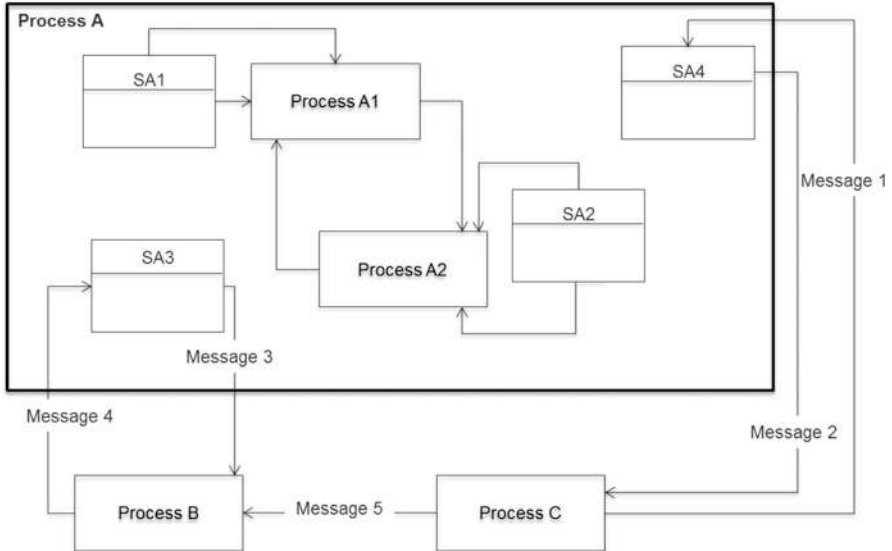 Process A
SA1
Process A1
SA4
Message 1
SA2
SA3
Process A2
Message 3
Message 4
Message 2
Process B
Message 5
Process C